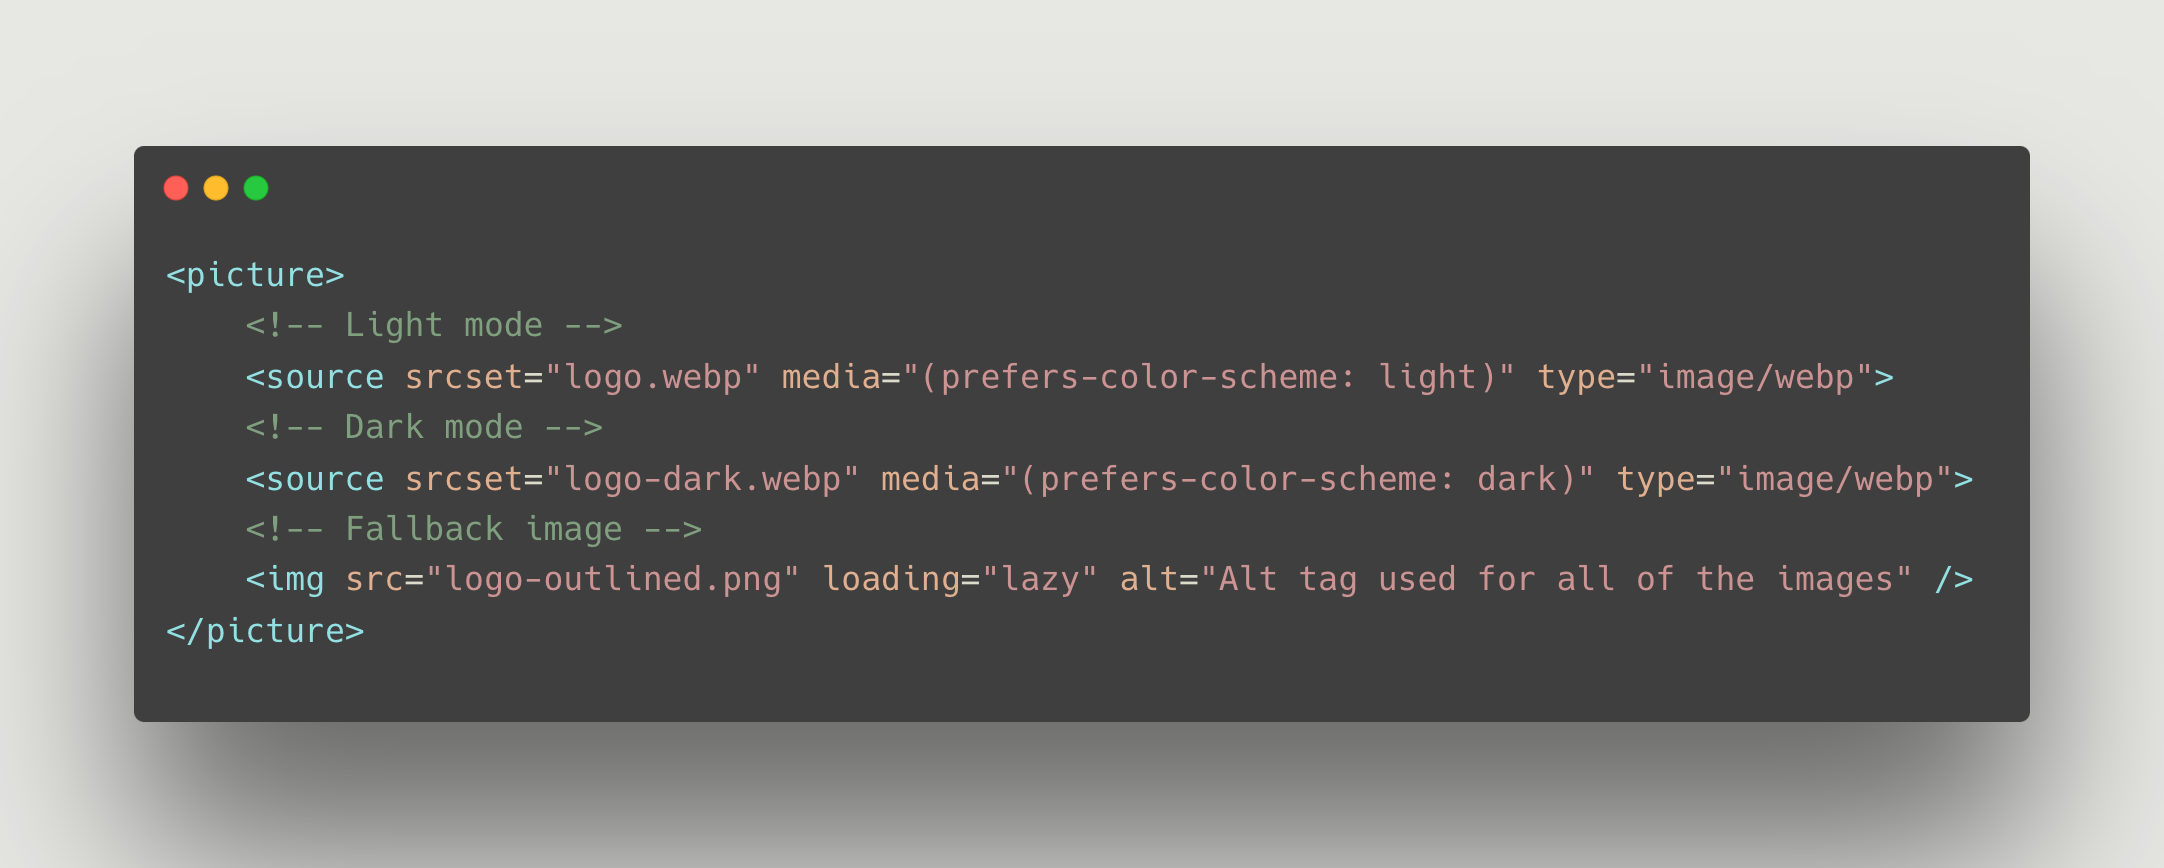 <picture>
    <!-- Light mode -->
    <source srcset="logo.webp" media="(prefers-color-scheme: light)" type="image/webp">
    <!-- Dark mode -->
    <source srcset="logo-dark.webp" media="(prefers-color-scheme: dark)" type="image/webp">
    <!-- Fallback image -->
    <img src="logo-outlined.png" loading="lazy" alt="Alt tag used for all of the images" />
</picture>